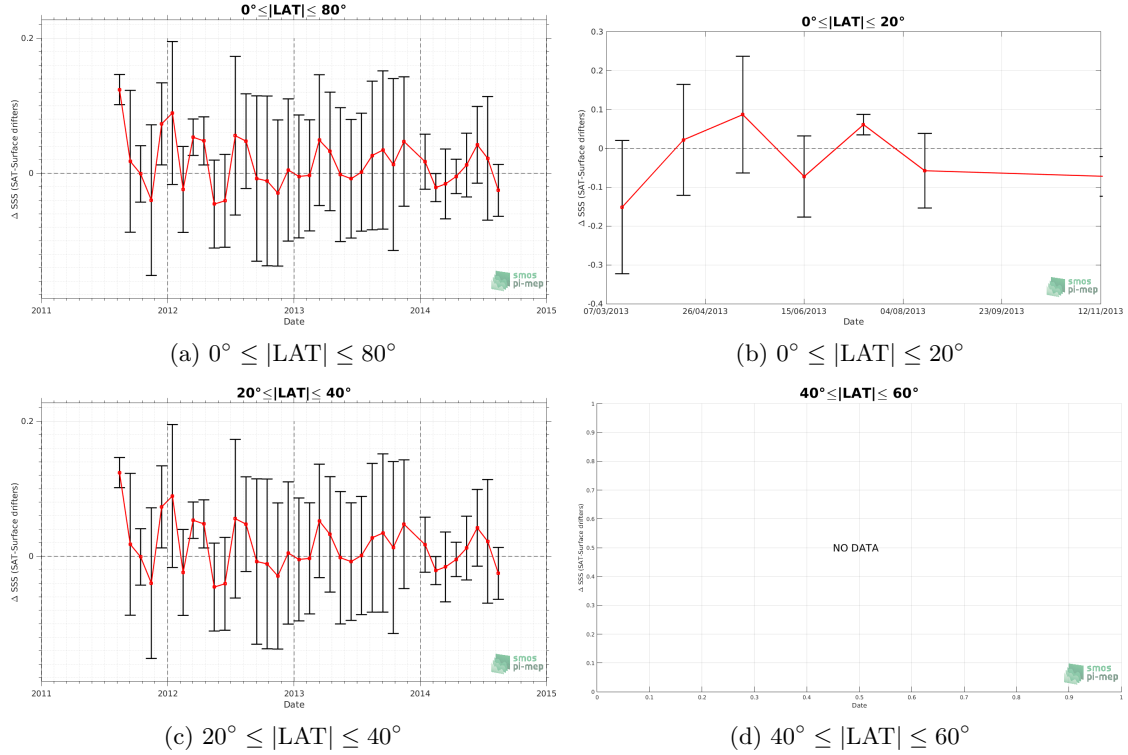 0°≤|LAT|≤ 80°
0.2
0
Δ SSS (SAT-Surface drifters)
2011
2012
2013
2014
2015
Date
smos
pi-mep
(a) 0° ≤ |LAT| ≤ 80°
0°≤|LAT|≤ 20°
0.3
0.2
0.1
0
-0.1
-0.2
-0.3
-0.4
Δ SSS (SAT-Surface drifters)
07/03/2013
26/04/2013
15/06/2013
04/08/2013
23/09/2013
12/11/2013
Date
smos
pi-mep
(b) 0° ≤ |LAT| ≤ 20°
20°≤|LAT|≤ 40°
0.2
0
Δ SSS (SAT-Surface drifters)
2011
2012
2013
2014
2015
Date
smos
pi-mep
(c) 20° ≤ |LAT| ≤ 40°
40°≤|LAT|≤ 60°
1
0.9
0.8
0.7
0.6
0.5
0.4
0.3
0.2
0.1
0
Δ SSS (SAT-Surface drifters)
NO DATA
0
0.1
0.2
0.3
0.4
0.5
0.6
0.7
0.8
0.9
1
Date
smos
pi-mep
(d) 40° ≤ |LAT| ≤ 60°